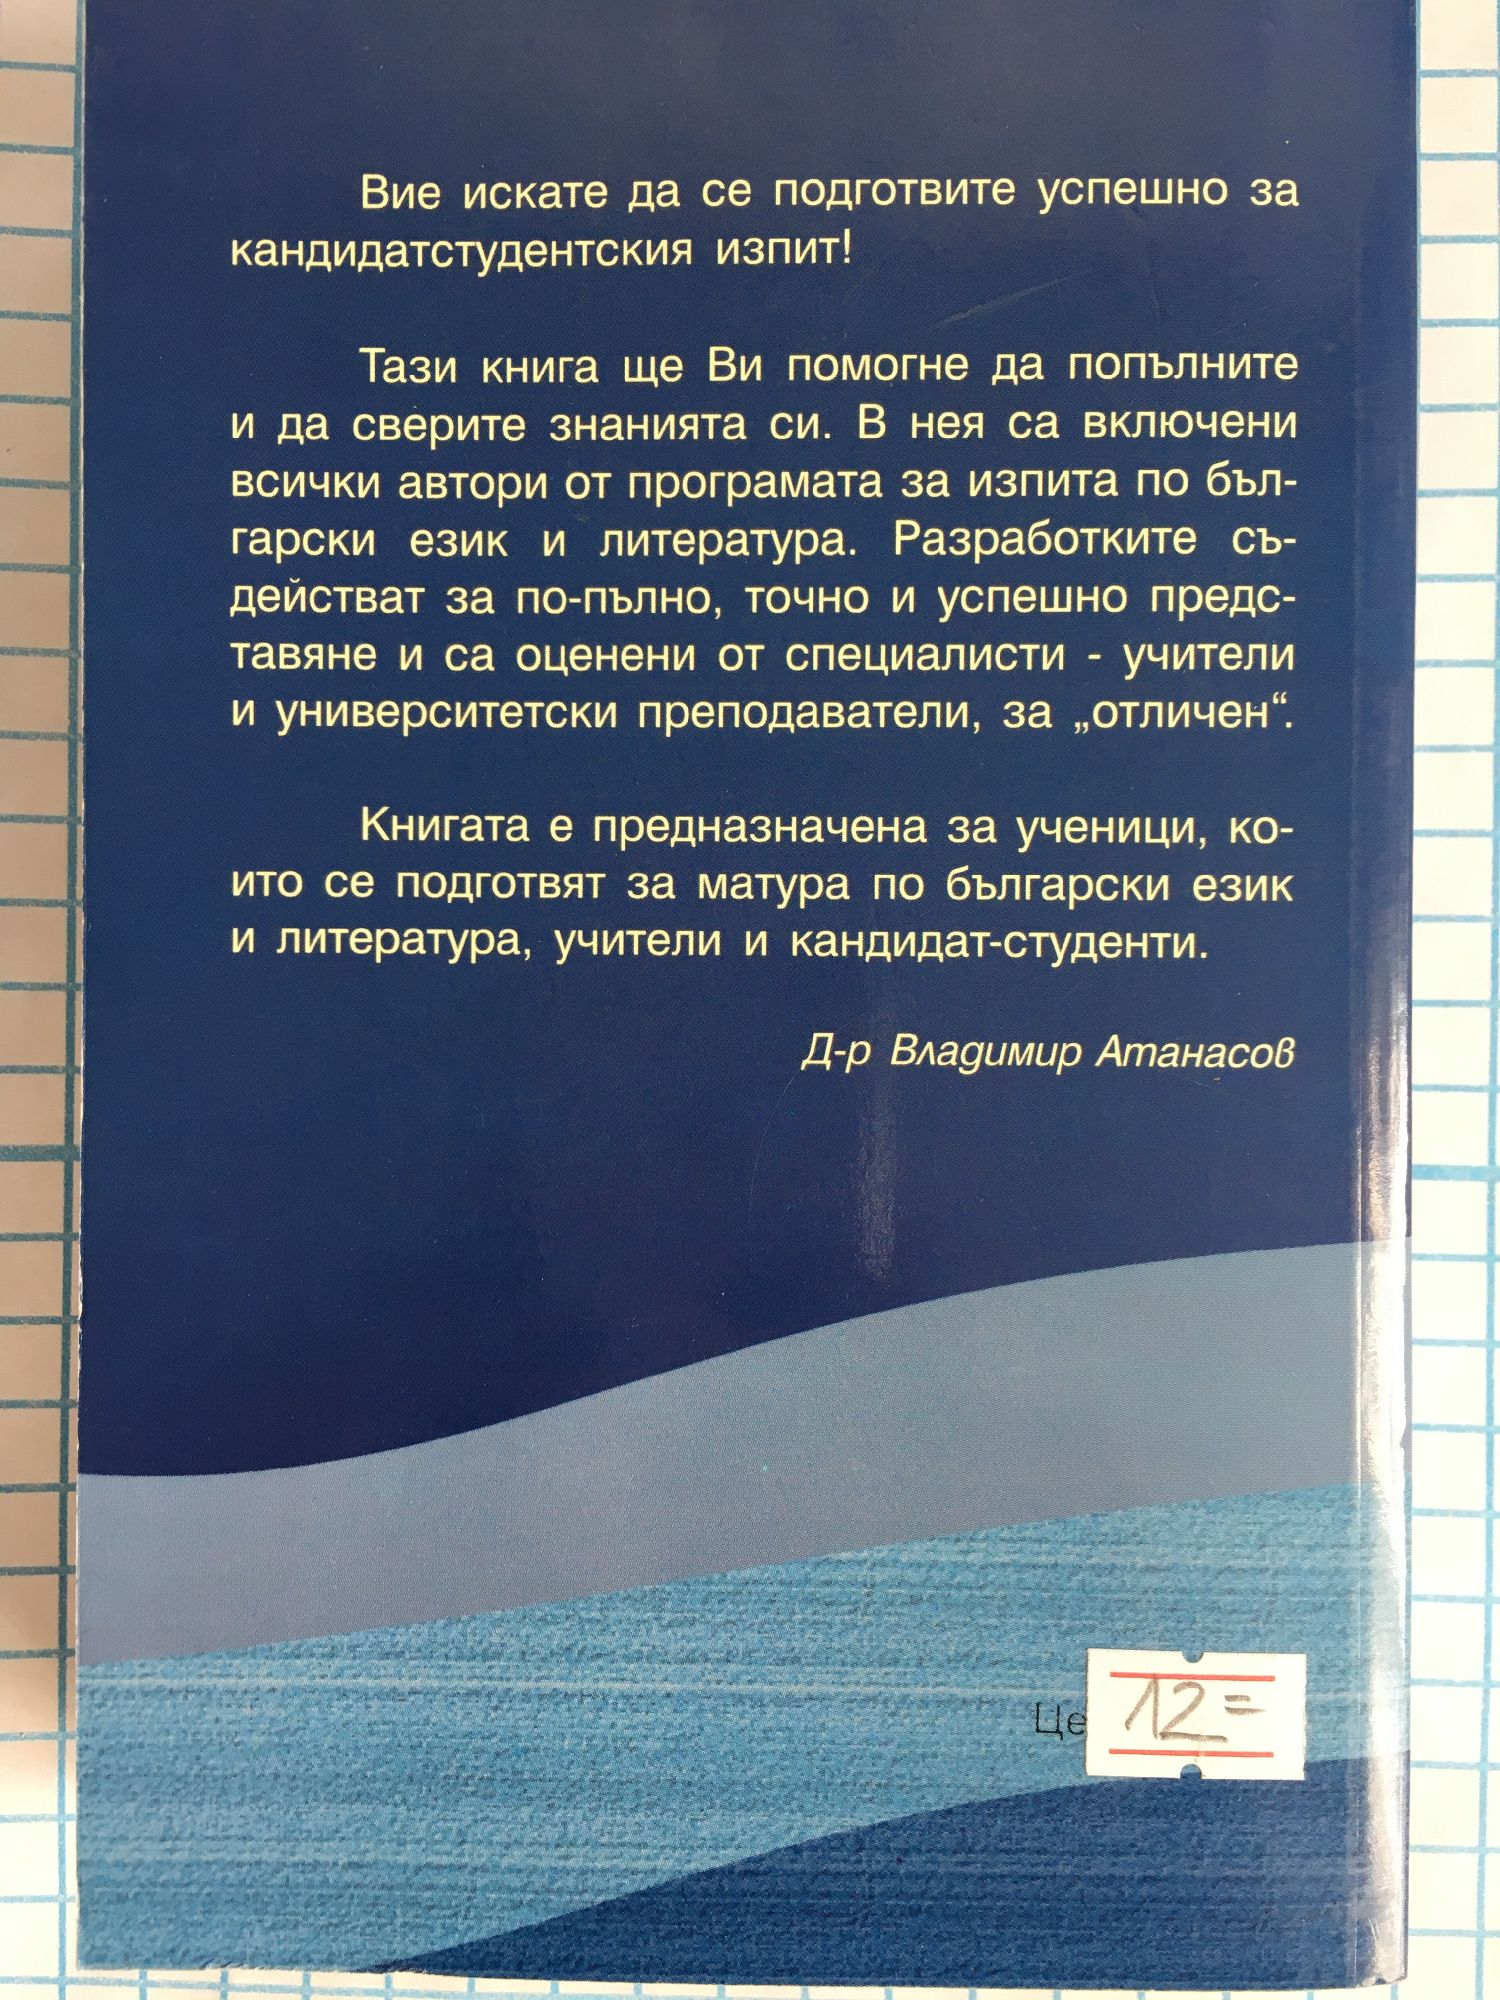 Вие искате да се подготвите успешно за
кандидатстудентския изпит!
Тази книга ще Ви помогне да попълните
и да сверите знанията си. В нея са включени
всички автори от програмата за изпита по бъл-
гарски език и литература. Разработките съ-
действат за по-пълно, точно и успешно предс-
тавяне и са оценени от специалисти - учители
и университетски преподаватели, за „отличен“.
Книгата е предназначена за ученици, ко-
ито се подготвят за матура по български език
и литература, учители и кандидат-студенти.
Д-р Владимир Атанасов
Це 12=